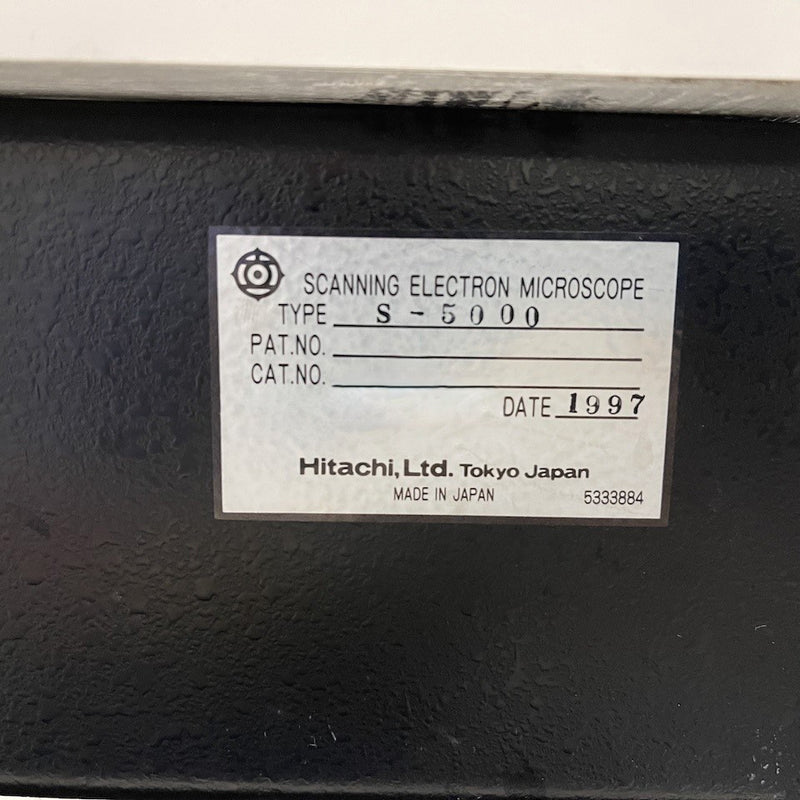 SCANNING ELECTRON MICROSCOPE
TYPE S-5000
PAT.NO.
CAT.NO.
DATE 1997
Hitachi, Ltd. Tokyo Japan
MADE IN JAPAN 5333884